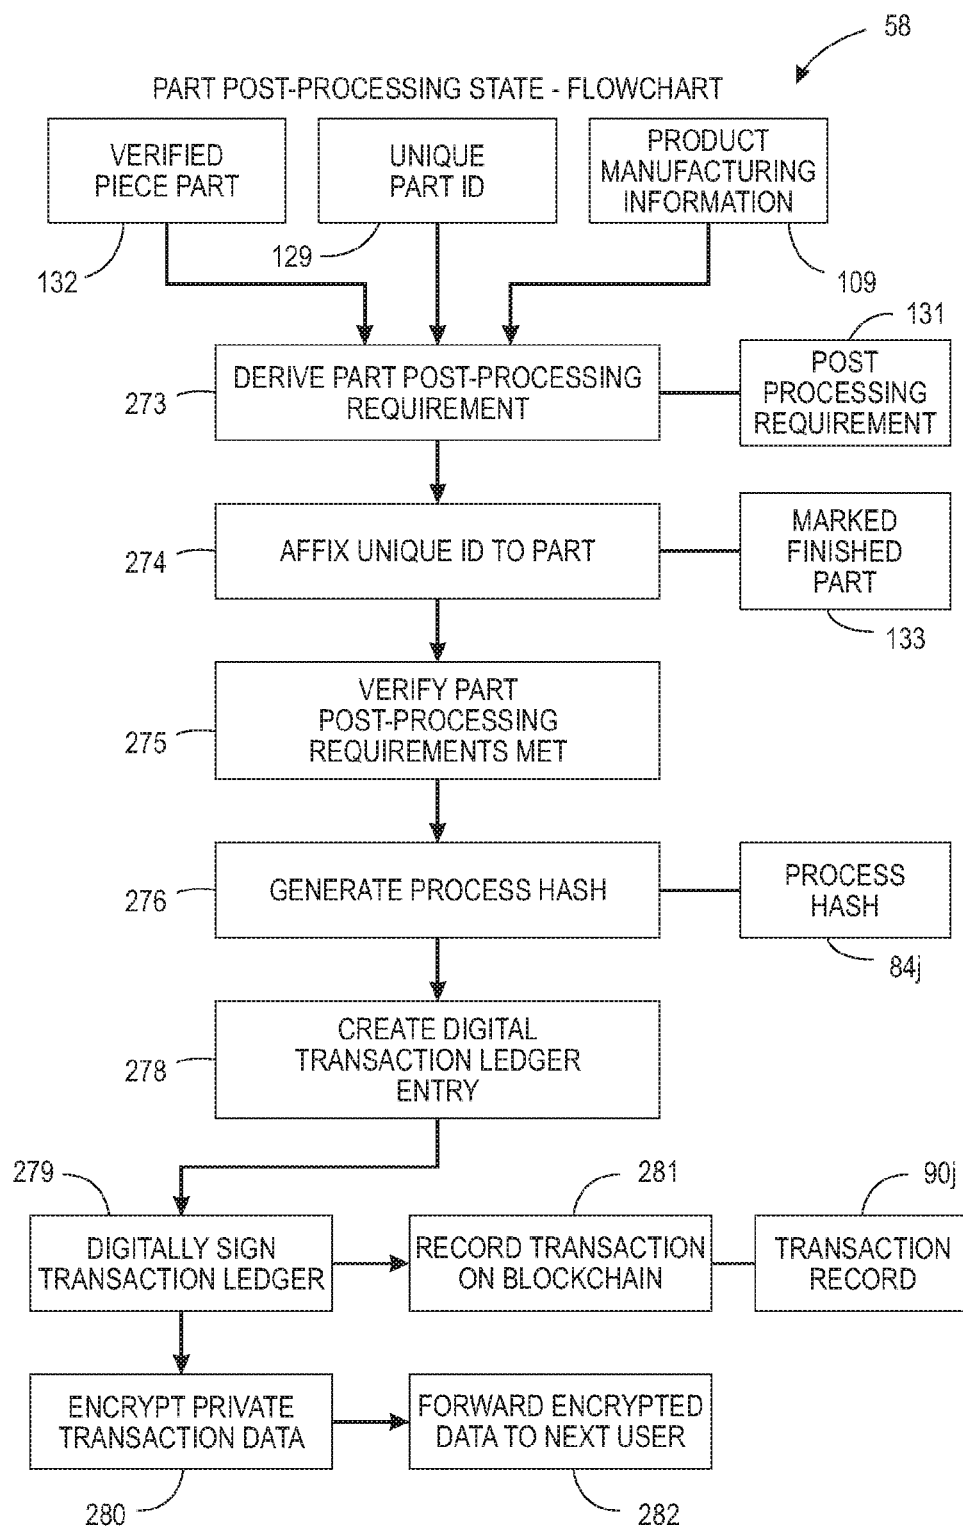 58
PART POST-PROCESSING STATE - FLOWCHART
VERIFIED
PIECE PART
UNIQUE
PART ID
PRODUCT
MANUFACTURING
INFORMATION
132
129
109
131
273
DERIVE PART POST-PROCESSING
REQUIREMENT
POST
PROCESSING
REQUIREMENT
274
AFFIX UNIQUE ID TO PART
MARKED
FINISHED
PART
133
275
VERIFY PART
POST-PROCESSING
REQUIREMENTS MET
276
GENERATE PROCESS HASH
PROCESS
HASH
84j
278
CREATE DIGITAL
TRANSACTION LEDGER
ENTRY
279
281
90j
DIGITALLY SIGN
TRANSACTION LEDGER
RECORD TRANSACTION
ON BLOCKCHAIN
TRANSACTION
RECORD
ENCRYPT PRIVATE
TRANSACTION DATA
FORWARD ENCRYPTED
DATA TO NEXT USER
280
282